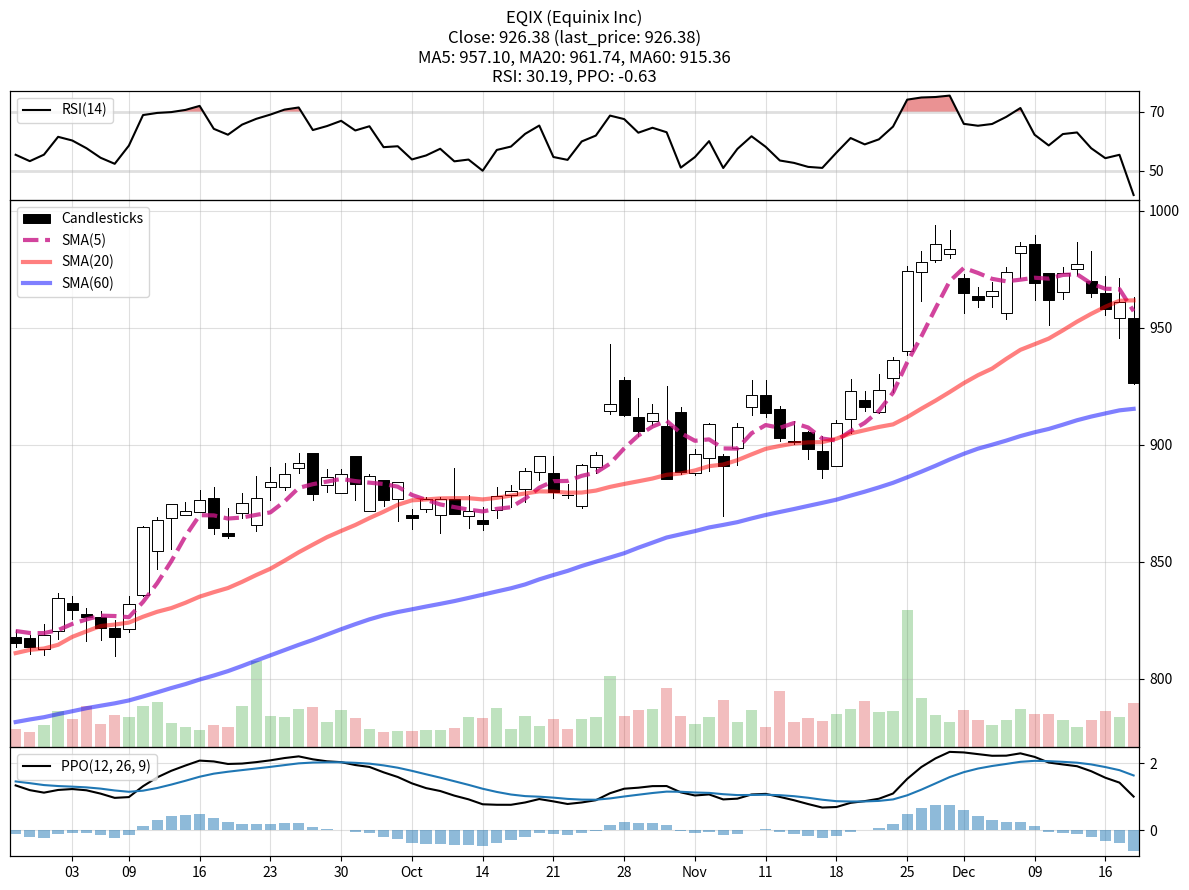 EQIX (Equinix Inc)
Close: 926.38 (last_price: 926.38)
MA5: 957.10, MA20: 961.74, MA60: 915.36
RSI: 30.19, PPO: -0.63
RSI(14)
70
50
Candlesticks
SMA(5)
SMA(20)
SMA(60)
1000
950
900
850
800
PPO(12, 26, 9)
2
0
03 09 16 23 30 Oct 14 21 28 Nov 11 18 25 Dec 09 16